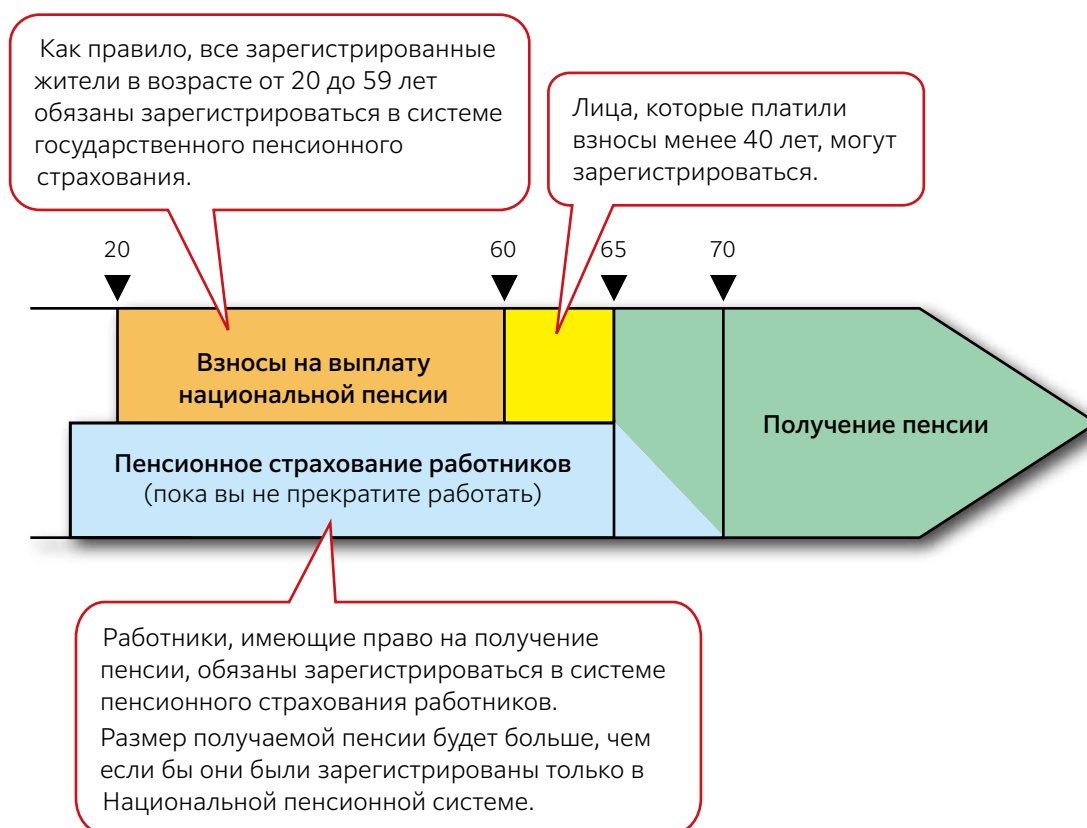 Как правило, все зарегистрированные
жители в возрасте от 20 до 59 лет
обязаны зарегистрироваться в системе
государственного пенсионного
страхования.
Лица, которые платили
взносы менее 40 лет, могут
зарегистрироваться.
20
60
65
70
Взносы на выплату
национальной пенсии
Получение пенсии
Пенсионное страхование работников
(пока вы не прекратите работать)
Работники, имеющие право на получение
пенсии, обязаны зарегистрироваться в системе
пенсионного страхования работников.
Размер получаемой пенсии будет больше, чем
если бы они были зарегистрированы только в
Национальной пенсионной системе.